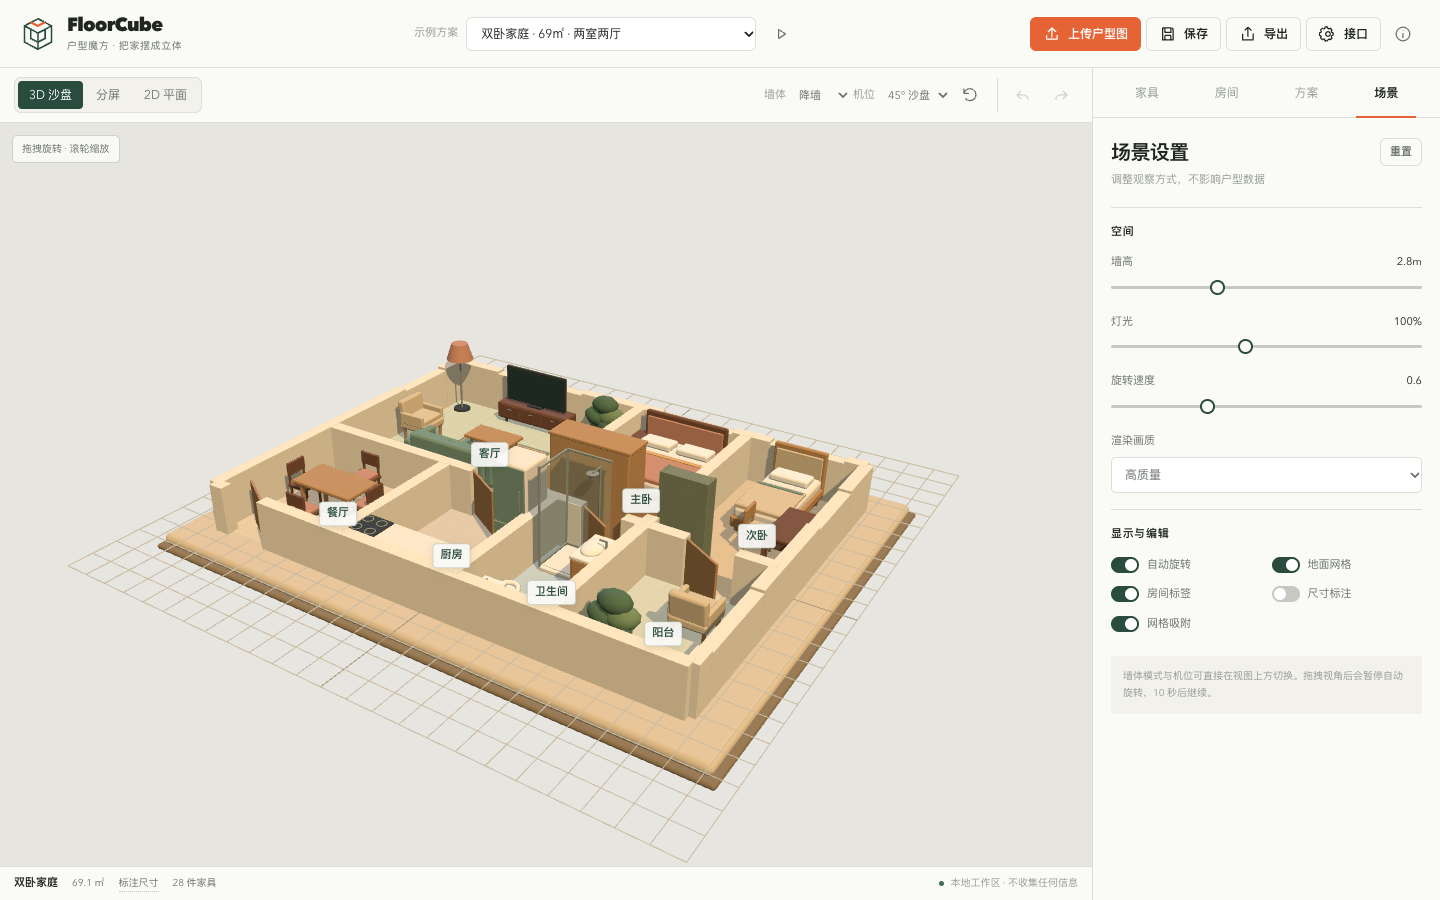 FloorCube
户型魔方 · 把家摆成立体
示例方案
双卧家庭 · 69㎡ · 两室两厅
上传户型图
保存
导出
接口
3D 沙盘
分屏
2D 平面
墙体
降墙
机位
45° 沙盘
家具
房间
方案
场景
拖拽旋转 · 滚轮缩放
场景设置
重置
调整观察方式，不影响户型数据
空间
墙高
2.8m
灯光
100%
旋转速度
0.6
渲染画质
高质量
显示与编辑
自动旋转
地面网格
房间标签
尺寸标注
网格吸附
墙体模式与机位可直接在视图上方切换。拖拽视角后会暂停自动
旋转，10 秒后继续。
客厅
主卧
餐厅
次卧
厨房
卫生间
阳台
双卧家庭
69.1 ㎡
标注尺寸
28 件家具
本地工作区 · 不收集任何信息